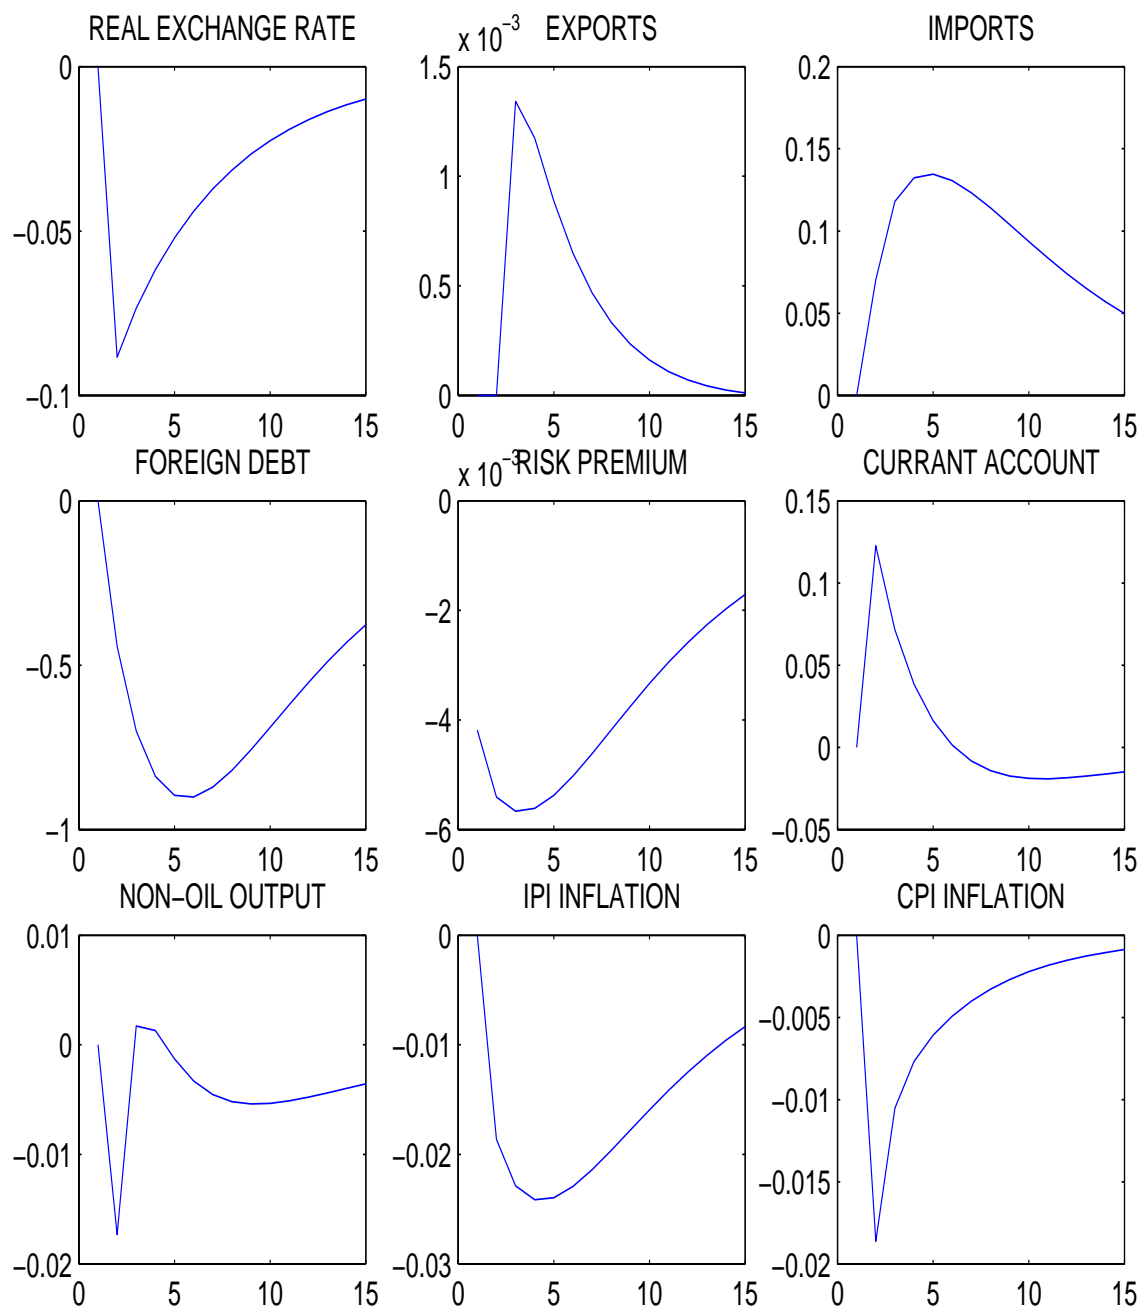 REAL EXCHANGE RATE
0
−0.05
−0.1
0 5 10 15
x 10−3 EXPORTS
1.5
1
0.5
0
0 5 10 15
IMPORTS
0.2
0.15
0.1
0.05
0
0 5 10 15
FOREIGN DEBT
0
−0.5
−1
0 5 10 15
x 10−3 RISK PREMIUM
0
−2
−4
−6
0 5 10 15
CURRANT ACCOUNT
0.15
0.1
0.05
0
−0.05
0 5 10 15
NON−OIL OUTPUT
0.01
0
−0.01
−0.02
0 5 10 15
IPI INFLATION
0
−0.01
−0.02
−0.03
0 5 10 15
CPI INFLATION
0
−0.005
−0.01
−0.015
−0.02
0 5 10 15